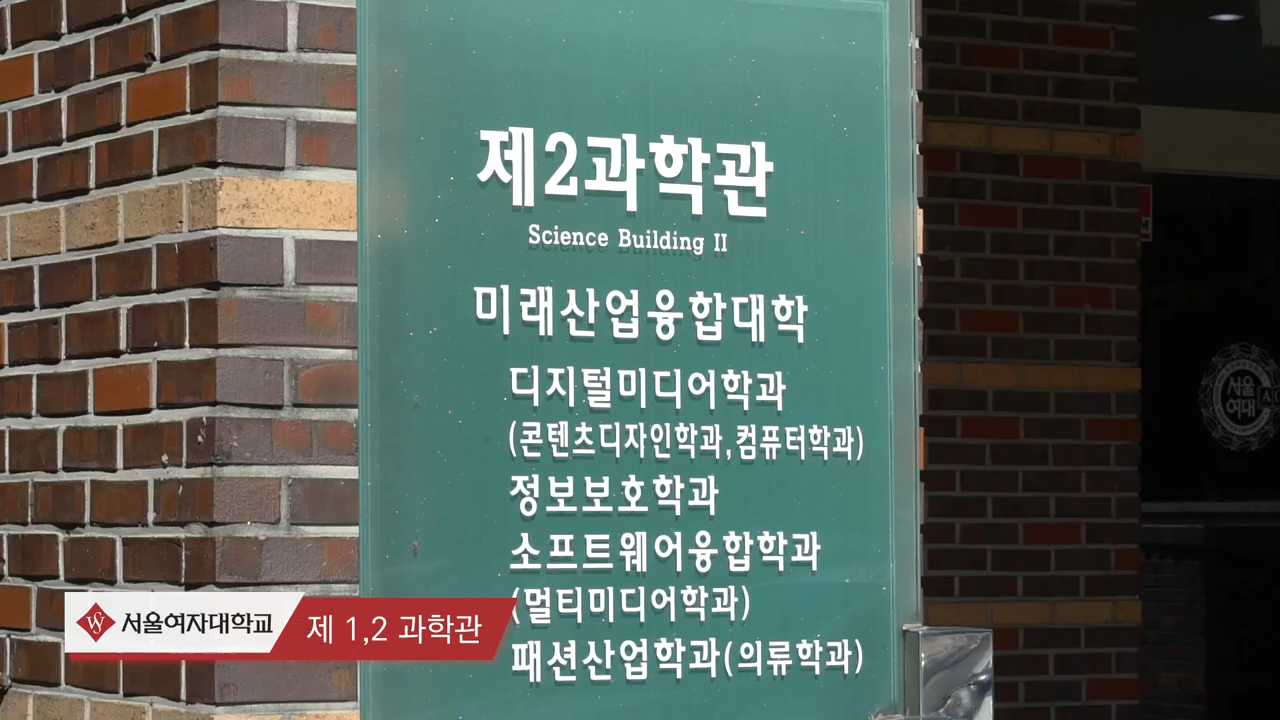 제2과학관
Science Building II
미래산업융합대학
디지털미디어학과
(콘텐츠디자인학과,컴퓨터학과)
정보보호학과
소프트웨어융합학과
(멀티미디어학과)
패션산업학과(의류학과)
서울
여대
서울여자대학교
제 1,2 과학관